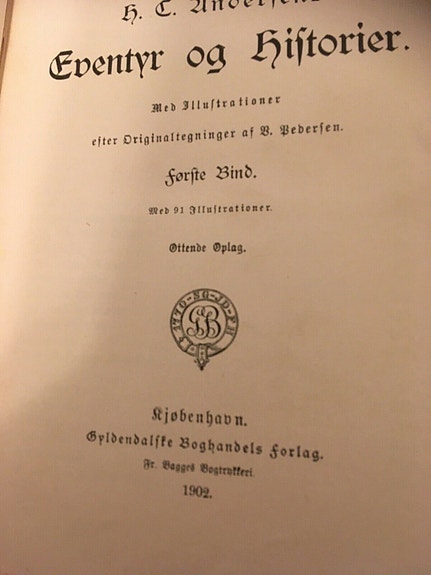 H. C. Andersens
Eventyr og Historier.
Med Illustrationer
efter Originaltegninger af V. Pedersen.
Første Bind.
Med 91 Illustrationer.
Ottende Oplag.
Kjøbenhavn.
Gyldendalske Boghandels Forlag.
Fr. Bagges Bogtrykkeri.
1902.